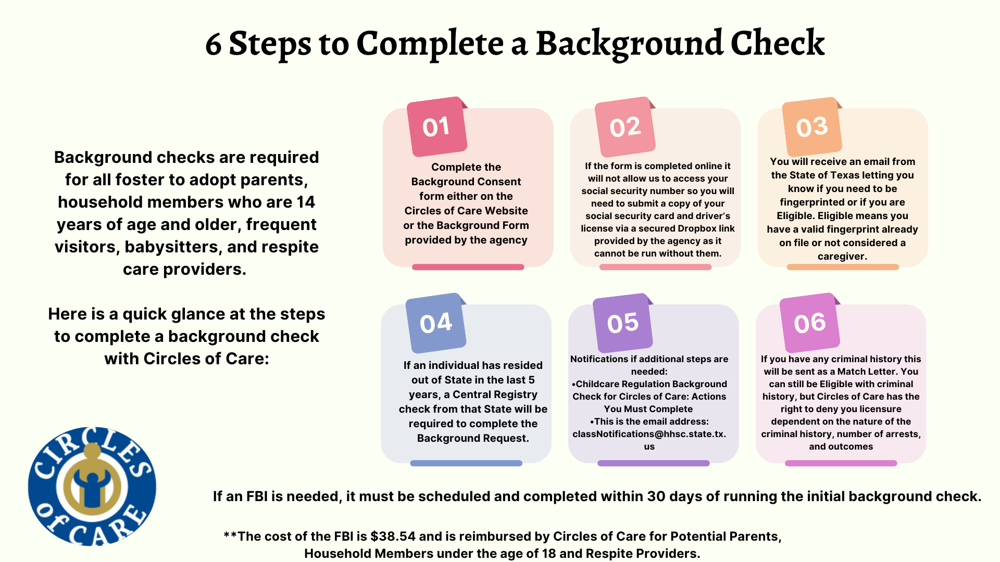 6 Steps to Complete a Background Check
Background checks are required
for all foster to adopt parents,
household members who are 14
years of age and older, frequent
visitors, babysitters, and respite
care providers.
Here is a quick glance at the steps
to complete a background check
with Circles of Care:
01
Complete the
Background Consent
form either on the
Circles of Care Website
or the Background Form
provided by the agency
02
If the form is completed online it
will not allow us to access your
social security number so you will
need to submit a copy of your
social security card and driver's
license via a secured Dropbox link
provided by the agency as it
cannot be run without them.
03
You will receive an email from
the State of Texas letting you
know if you need to be
fingerprinted or if you are
Eligible. Eligible means you
have a valid fingerprint already
on file or not considered a
caregiver.
04
If an individual has resided
out of State in the last 5
years, a Central Registry
check from that State will be
required to complete the
Background Request.
05
Notifications if additional steps are
needed:
•Childcare Regulation Background
Check for Circles of Care: Actions
You Must Complete
•This is the email address:
classNotifications@hhsc.state.tx.
us
06
If you have any criminal history this
will be sent as a Match Letter. You
can still be Eligible with criminal
history, but Circles of Care has the
right to deny you licensure
dependent on the nature of the
criminal history, number of arrests,
and outcomes
CIRCLES
of CARE
If an FBI is needed, it must be scheduled and completed within 30 days of running the initial background check.
**The cost of the FBI is $38.54 and is reimbursed by Circles of Care for Potential Parents,
Household Members under the age of 18 and Respite Providers.